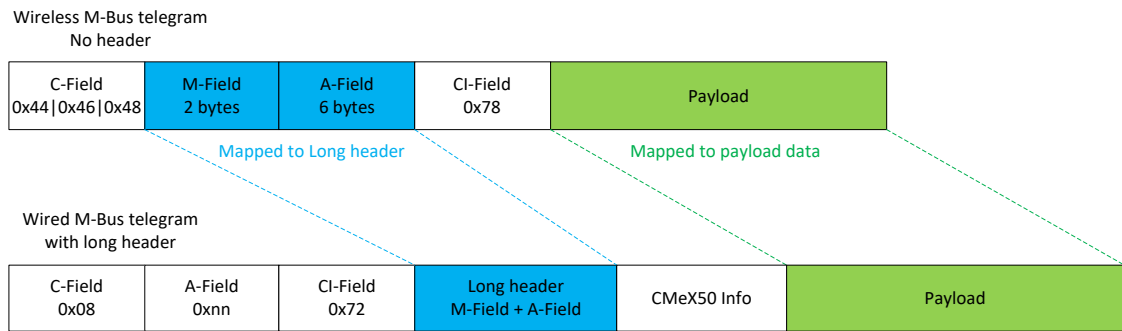 Wireless M-Bus telegram
No header
C-Field
0x44|0x46|0x48
M-Field
2 bytes
A-Field
6 bytes
CI-Field
0x78
Payload
Mapped to Long header
Mapped to payload data
Wired M-Bus telegram
with long header
C-Field
0x08
A-Field
0xnn
CI-Field
0x72
Long header
M-Field + A-Field
CMeX50 Info
Payload